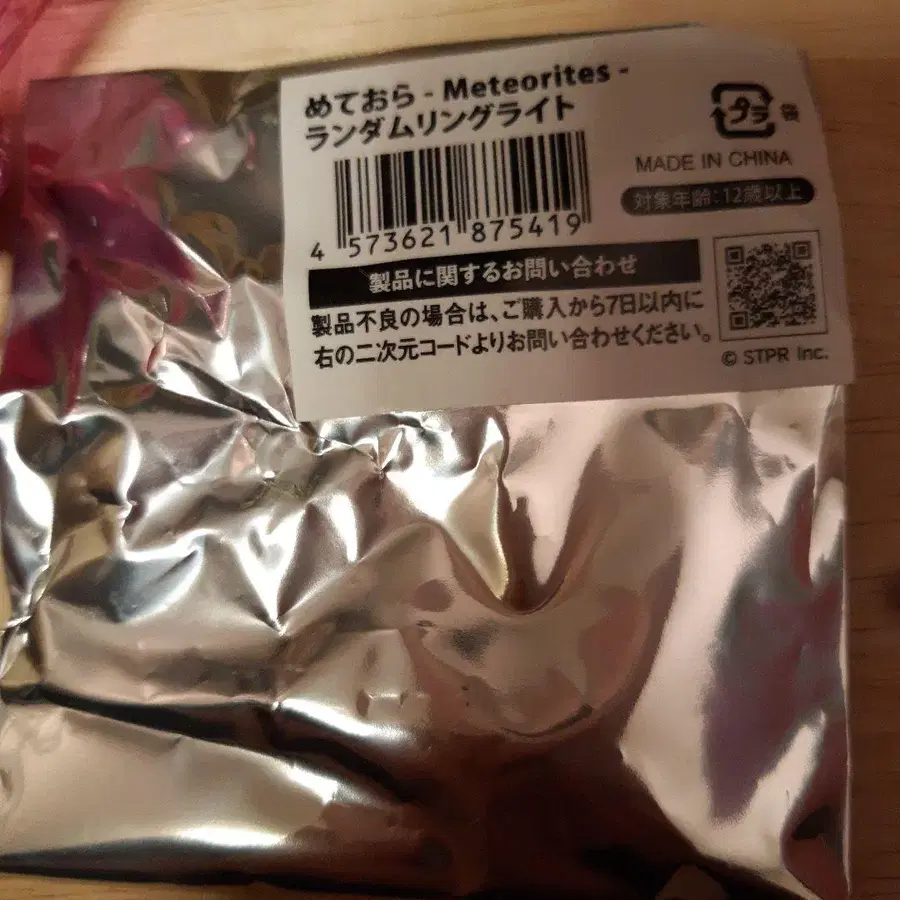 めておら - Meteorites -
ランダムリングライト
プラ 袋
MADE IN CHINA
対象年齢:12歳以上
4 573621 875419
製品に関するお問い合わせ
製品不良の場合は、ご購入から7日以内に
右の二次元コードよりお問い合わせください。
© STPR Inc.